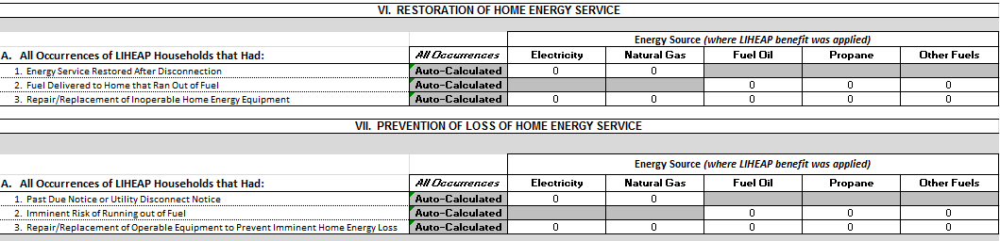 VI. RESTORATION OF HOME ENERGY SERVICE
Energy Source (where LIHEAP benefit was applied)
A. All Occurrences of LIHEAP Households that Had: All Occurrences Electricity Natural Gas Fuel Oil Propane Other Fuels
1. Energy Service Restored After Disconnection Auto-Calculated 0 0
2. Fuel Delivered to Home that Ran Out of Fuel Auto-Calculated 0 0 0
3. Repair/Replacement of Inoperable Home Energy Equipment Auto-Calculated 0 0 0 0 0
VII. PREVENTION OF LOSS OF HOME ENERGY SERVICE
Energy Source (where LIHEAP benefit was applied)
A. All Occurrences of LIHEAP Households that Had: All Occurrences Electricity Natural Gas Fuel Oil Propane Other Fuels
1. Past Due Notice or Utility Disconnect Notice Auto-Calculated 0 0
2. Imminent Risk of Running out of Fuel Auto-Calculated 0 0 0
3. Repair/Replacement of Operable Equipment to Prevent Imminent Home Energy Loss Auto-Calculated 0 0 0 0 0